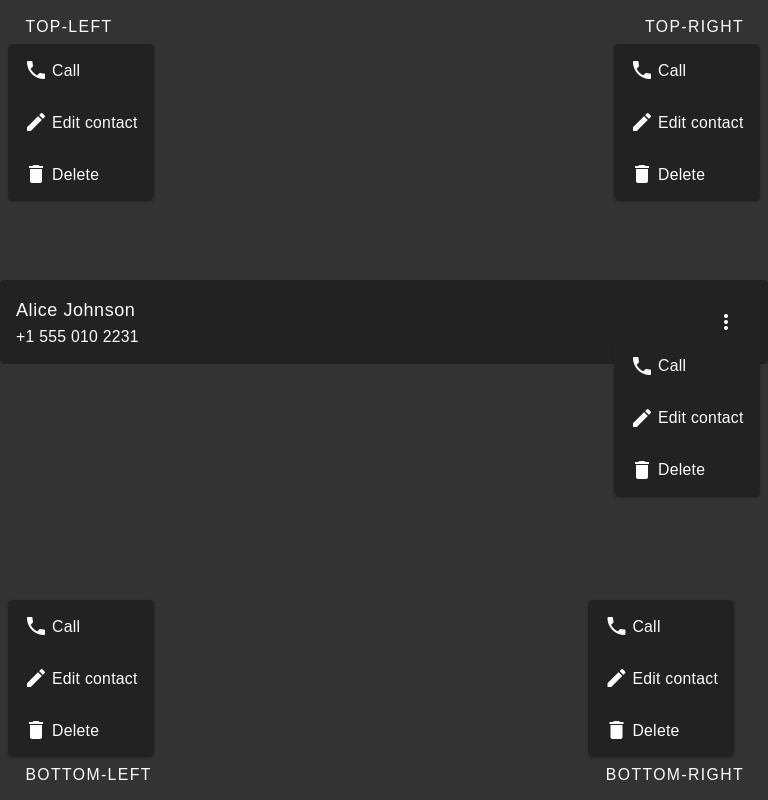 TOP-LEFT
Call
Edit contact
Delete
TOP-RIGHT
Call
Edit contact
Delete
Alice Johnson
+1 555 010 2231
Call
Edit contact
Delete
Call
Edit contact
Delete
BOTTOM-LEFT
Call
Edit contact
Delete
BOTTOM-RIGHT